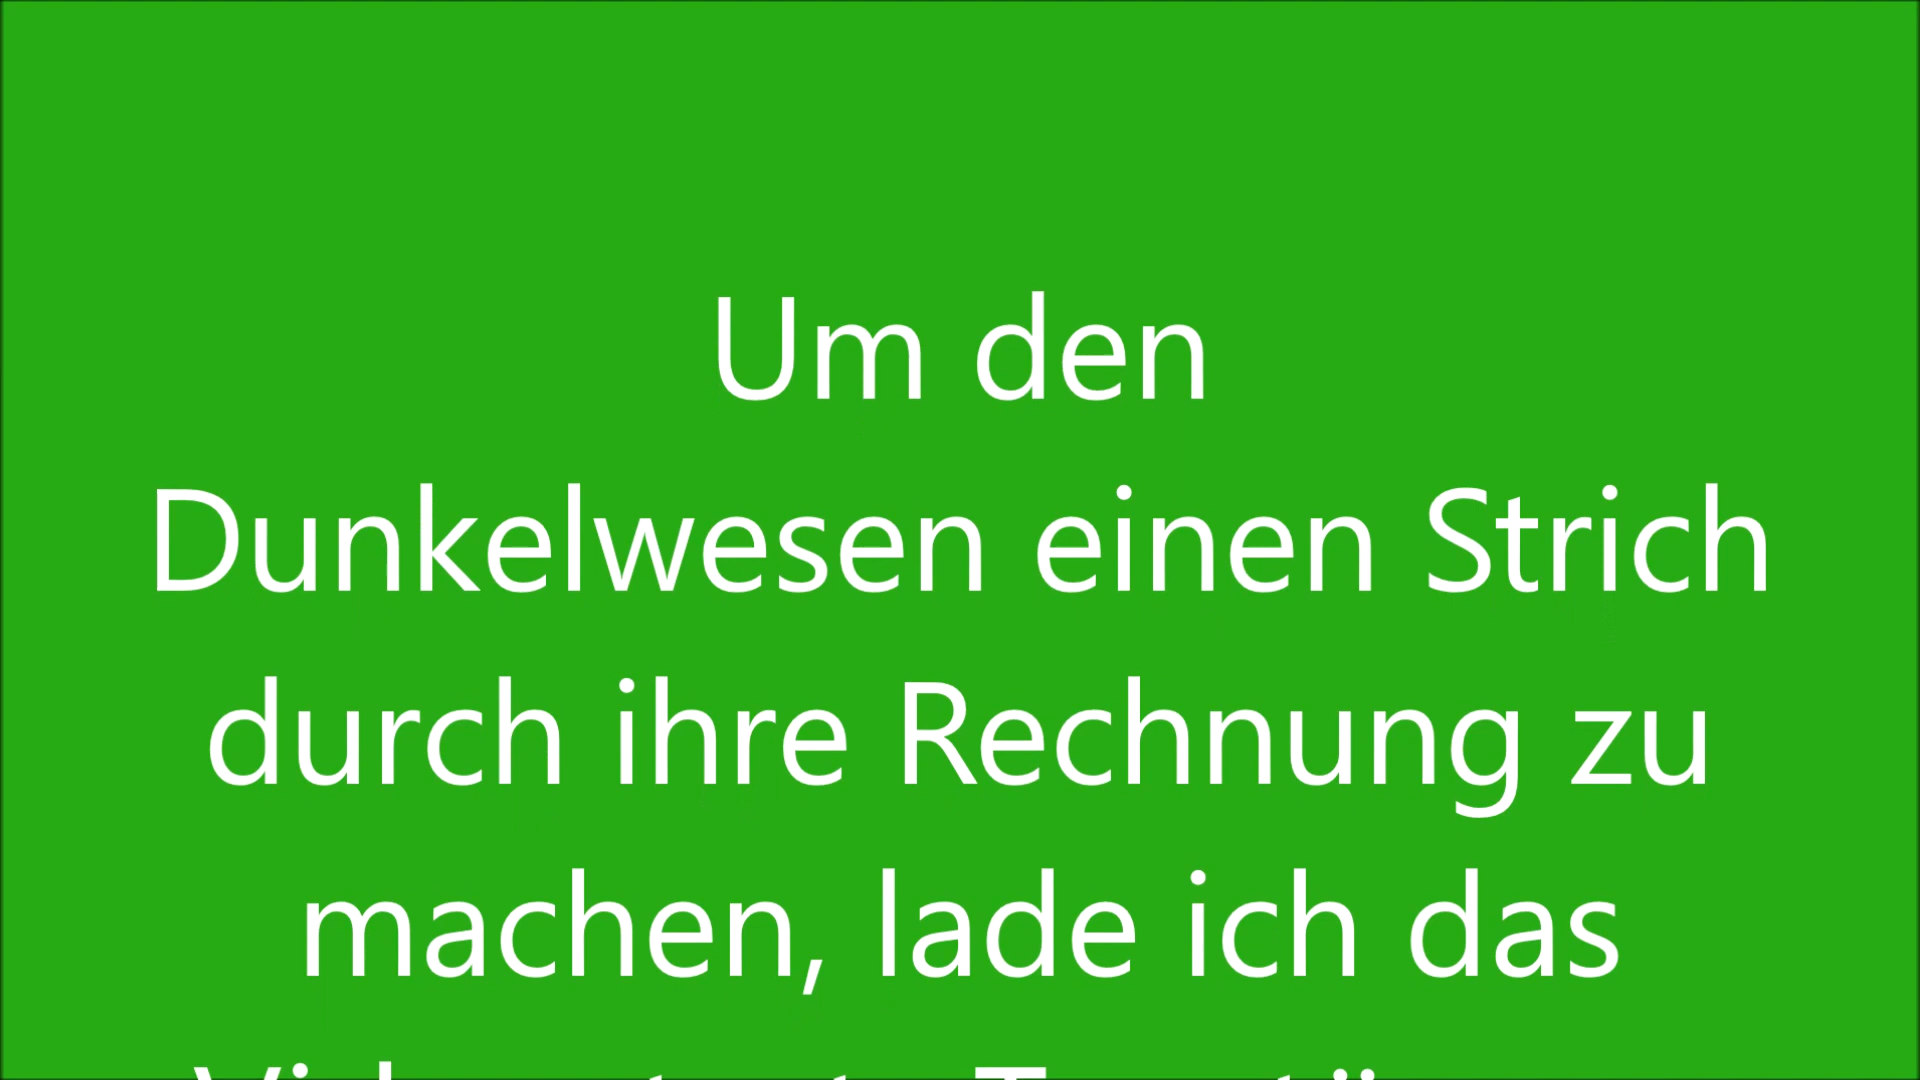 Um den
Dunkelwesen einen Strich
durch ihre Rechnung zu
machen, lade ich das